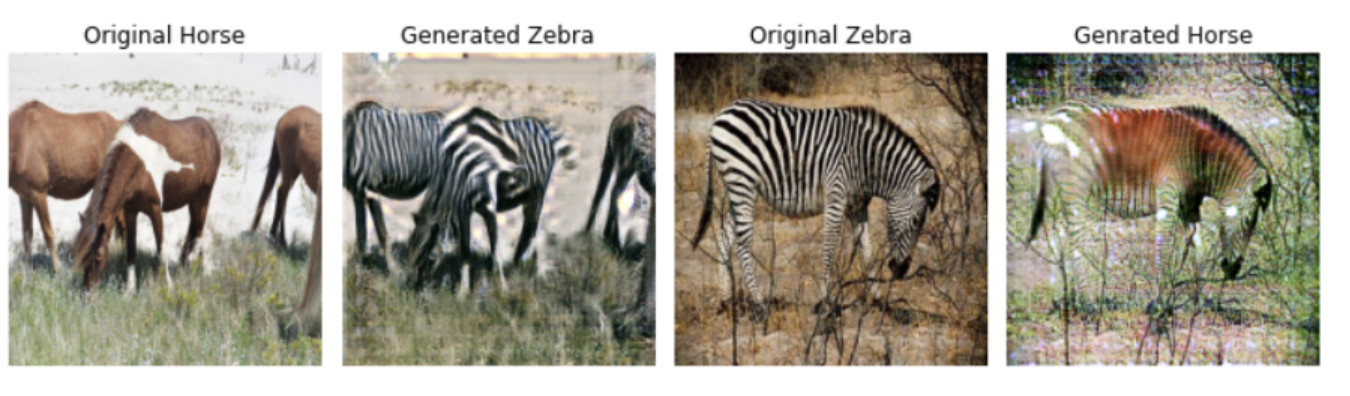 Original Horse
Generated Zebra
Original Zebra
Genrated Horse